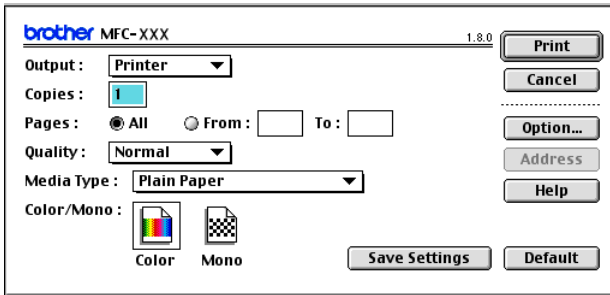 brother MFC-XXX 1.8.0
Print
Output : Printer
Cancel
Copies : 1
Pages : All From : To :
Option...
Quality : Normal
Address
Media Type : Plain Paper
Help
Color/Mono :
Color Mono
Save Settings Default